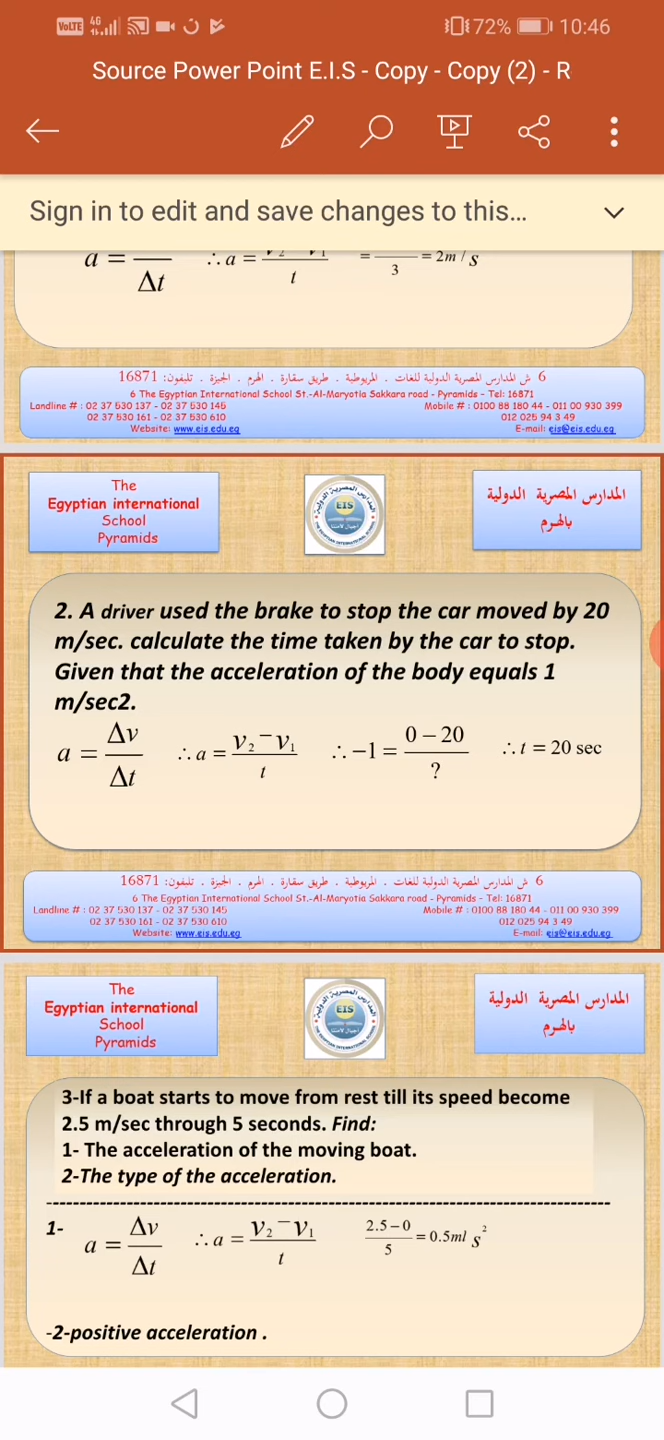 VoLTE 4G 72% 10:46
Source Power Point E.I.S - Copy - Copy (2) - R
Sign in to edit and save changes to this...
a = — ∴ a = V₂ − V₁ = — = 2m / s
Δt t 3
6 ش المدارس المصرية الدولية للغات . المريوطية . طريق سقارة . الهرم . الجيزة . تليفون: 16871
6 The Egyptian International School St.-Al-Maryotia Sakkara road - Pyramids - Tel: 16871
Landline # : 02 37 530 137 - 02 37 530 145 Mobile # : 0100 88 180 44 - 011 00 930 399
02 37 530 161 - 02 37 530 610 012 025 94 3 49
Website: www.eis.edu.eg E-mail: eis@eis.edu.eg
The
Egyptian international
School
Pyramids
EIS
المدارس المصرية الدولية
بالهرم
2. A driver used the brake to stop the car moved by 20
m/sec. calculate the time taken by the car to stop.
Given that the acceleration of the body equals 1
m/sec2.
a = Δv/Δt ∴ a = V₂ − V₁/t ∴ −1 = 0 − 20/? ∴ t = 20 sec
6 ش المدارس المصرية الدولية للغات . المريوطية . طريق سقارة . الهرم . الجيزة . تليفون: 16871
6 The Egyptian International School St.-Al-Maryotia Sakkara road - Pyramids - Tel: 16871
Landline # : 02 37 530 137 - 02 37 530 145 Mobile # : 0100 88 180 44 - 011 00 930 399
02 37 530 161 - 02 37 530 610 012 025 94 3 49
Website: www.eis.edu.eg E-mail: eis@eis.edu.eg
The
Egyptian international
School
Pyramids
EIS
المدارس المصرية الدولية
بالهرم
3-If a boat starts to move from rest till its speed become
2.5 m/sec through 5 seconds. Find:
1- The acceleration of the moving boat.
2-The type of the acceleration.
1- a = Δv/Δt ∴ a = V₂ − V₁/t 2.5 − 0/5 = 0.5ml s²
-2-positive acceleration .